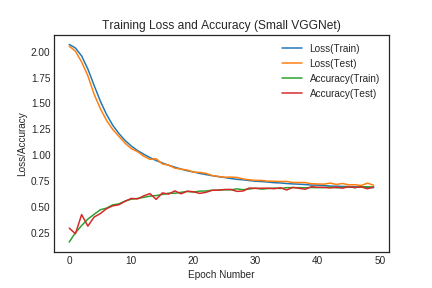 Training Loss and Accuracy (Small VGGNet)
Loss(Train)
Loss(Test)
Accuracy(Train)
Accuracy(Test)
Loss/Accuracy
2.00
1.75
1.50
1.25
1.00
0.75
0.50
0.25
0 10 20 30 40 50
Epoch Number